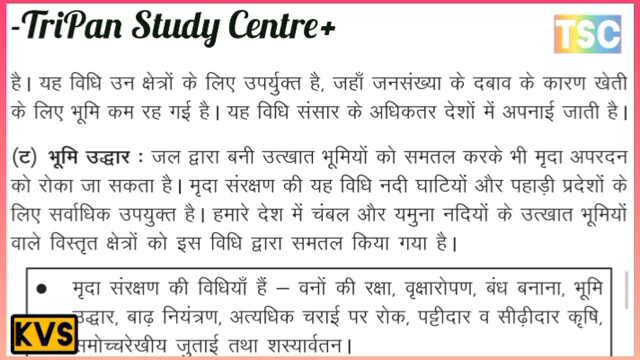 -TriPan Study Centre+
TSC
है। यह विधि उन क्षेत्रों के लिए उपर्युक्त है, जहाँ जनसंख्या के दबाव के कारण खेती
के लिए भूमि कम रह गई है। यह विधि संसार के अधिकतर देशों में अपनाई जाती है।
(ट) भूमि उद्धार : जल द्वारा बनी उत्खात भूमियों को समतल करके भी मृदा अपरदन
को रोका जा सकता है। मृदा संरक्षण की यह विधि नदी घाटियों और पहाड़ी प्रदेशों के
लिए सर्वाधिक उपयुक्त है। हमारे देश में चंबल और यमुना नदियों के उत्खात भूमियों
वाले विस्तृत क्षेत्रों को इस विधि द्वारा समतल किया गया है।
● मृदा संरक्षण की विधियाँ हैं – वनों की रक्षा, वृक्षारोपण, बंध बनाना, भूमि
उद्धार, बाढ़ नियंत्रण, अत्यधिक चराई पर रोक, पट्टीदार व सीढ़ीदार कृषि,
समोच्चरेखीय जुताई तथा शस्यावर्तन।
KVS